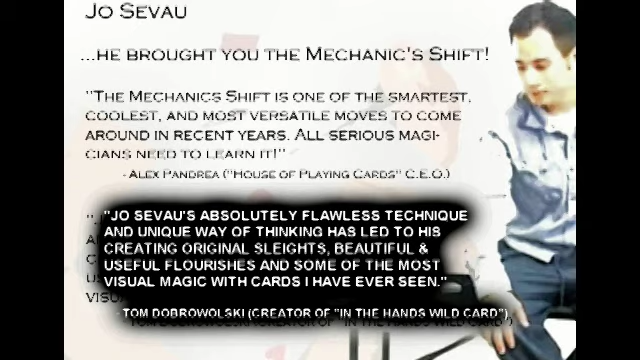 Jo Sevau
...he brought you the Mechanic's Shift!
"The Mechanics Shift is one of the smartest,
coolest, and most versatile moves to come
around in recent years. All serious magi-
cians need to learn it!"
- Alex Pandrea ("House of Playing Cards" C.E.O.)
"JO SEVAU'S ABSOLUTELY FLAWLESS TECHNIQUE
AND UNIQUE WAY OF THINKING HAS LED TO HIS
CREATING ORIGINAL SLEIGHTS, BEAUTIFUL &
USEFUL FLOURISHES AND SOME OF THE MOST
VISUAL MAGIC WITH CARDS I HAVE EVER SEEN."
- TOM DOBROWOLSKI (CREATOR OF "IN THE HANDS WILD CARD")